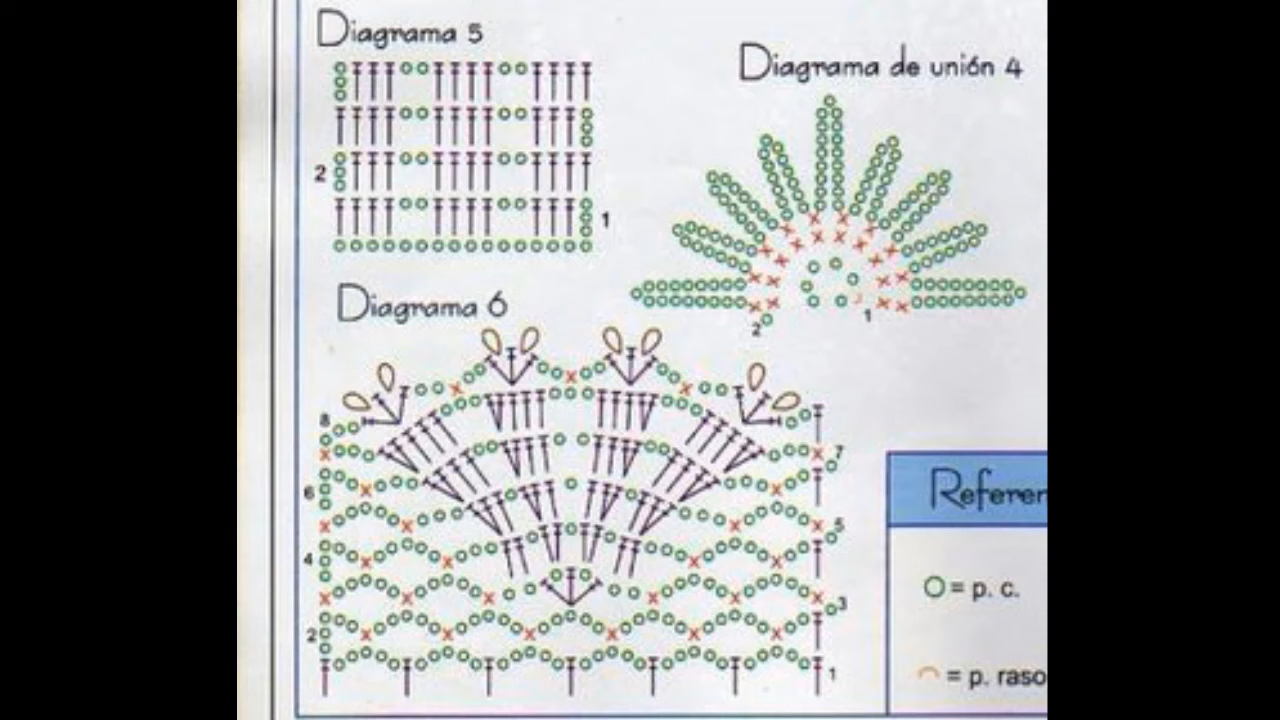 Diagrama 5
Diagrama de unión 4
2
1
1
2
Diagrama 6
8
7
6
5
4
3
2
1
Referen
= p. c.
= p. raso